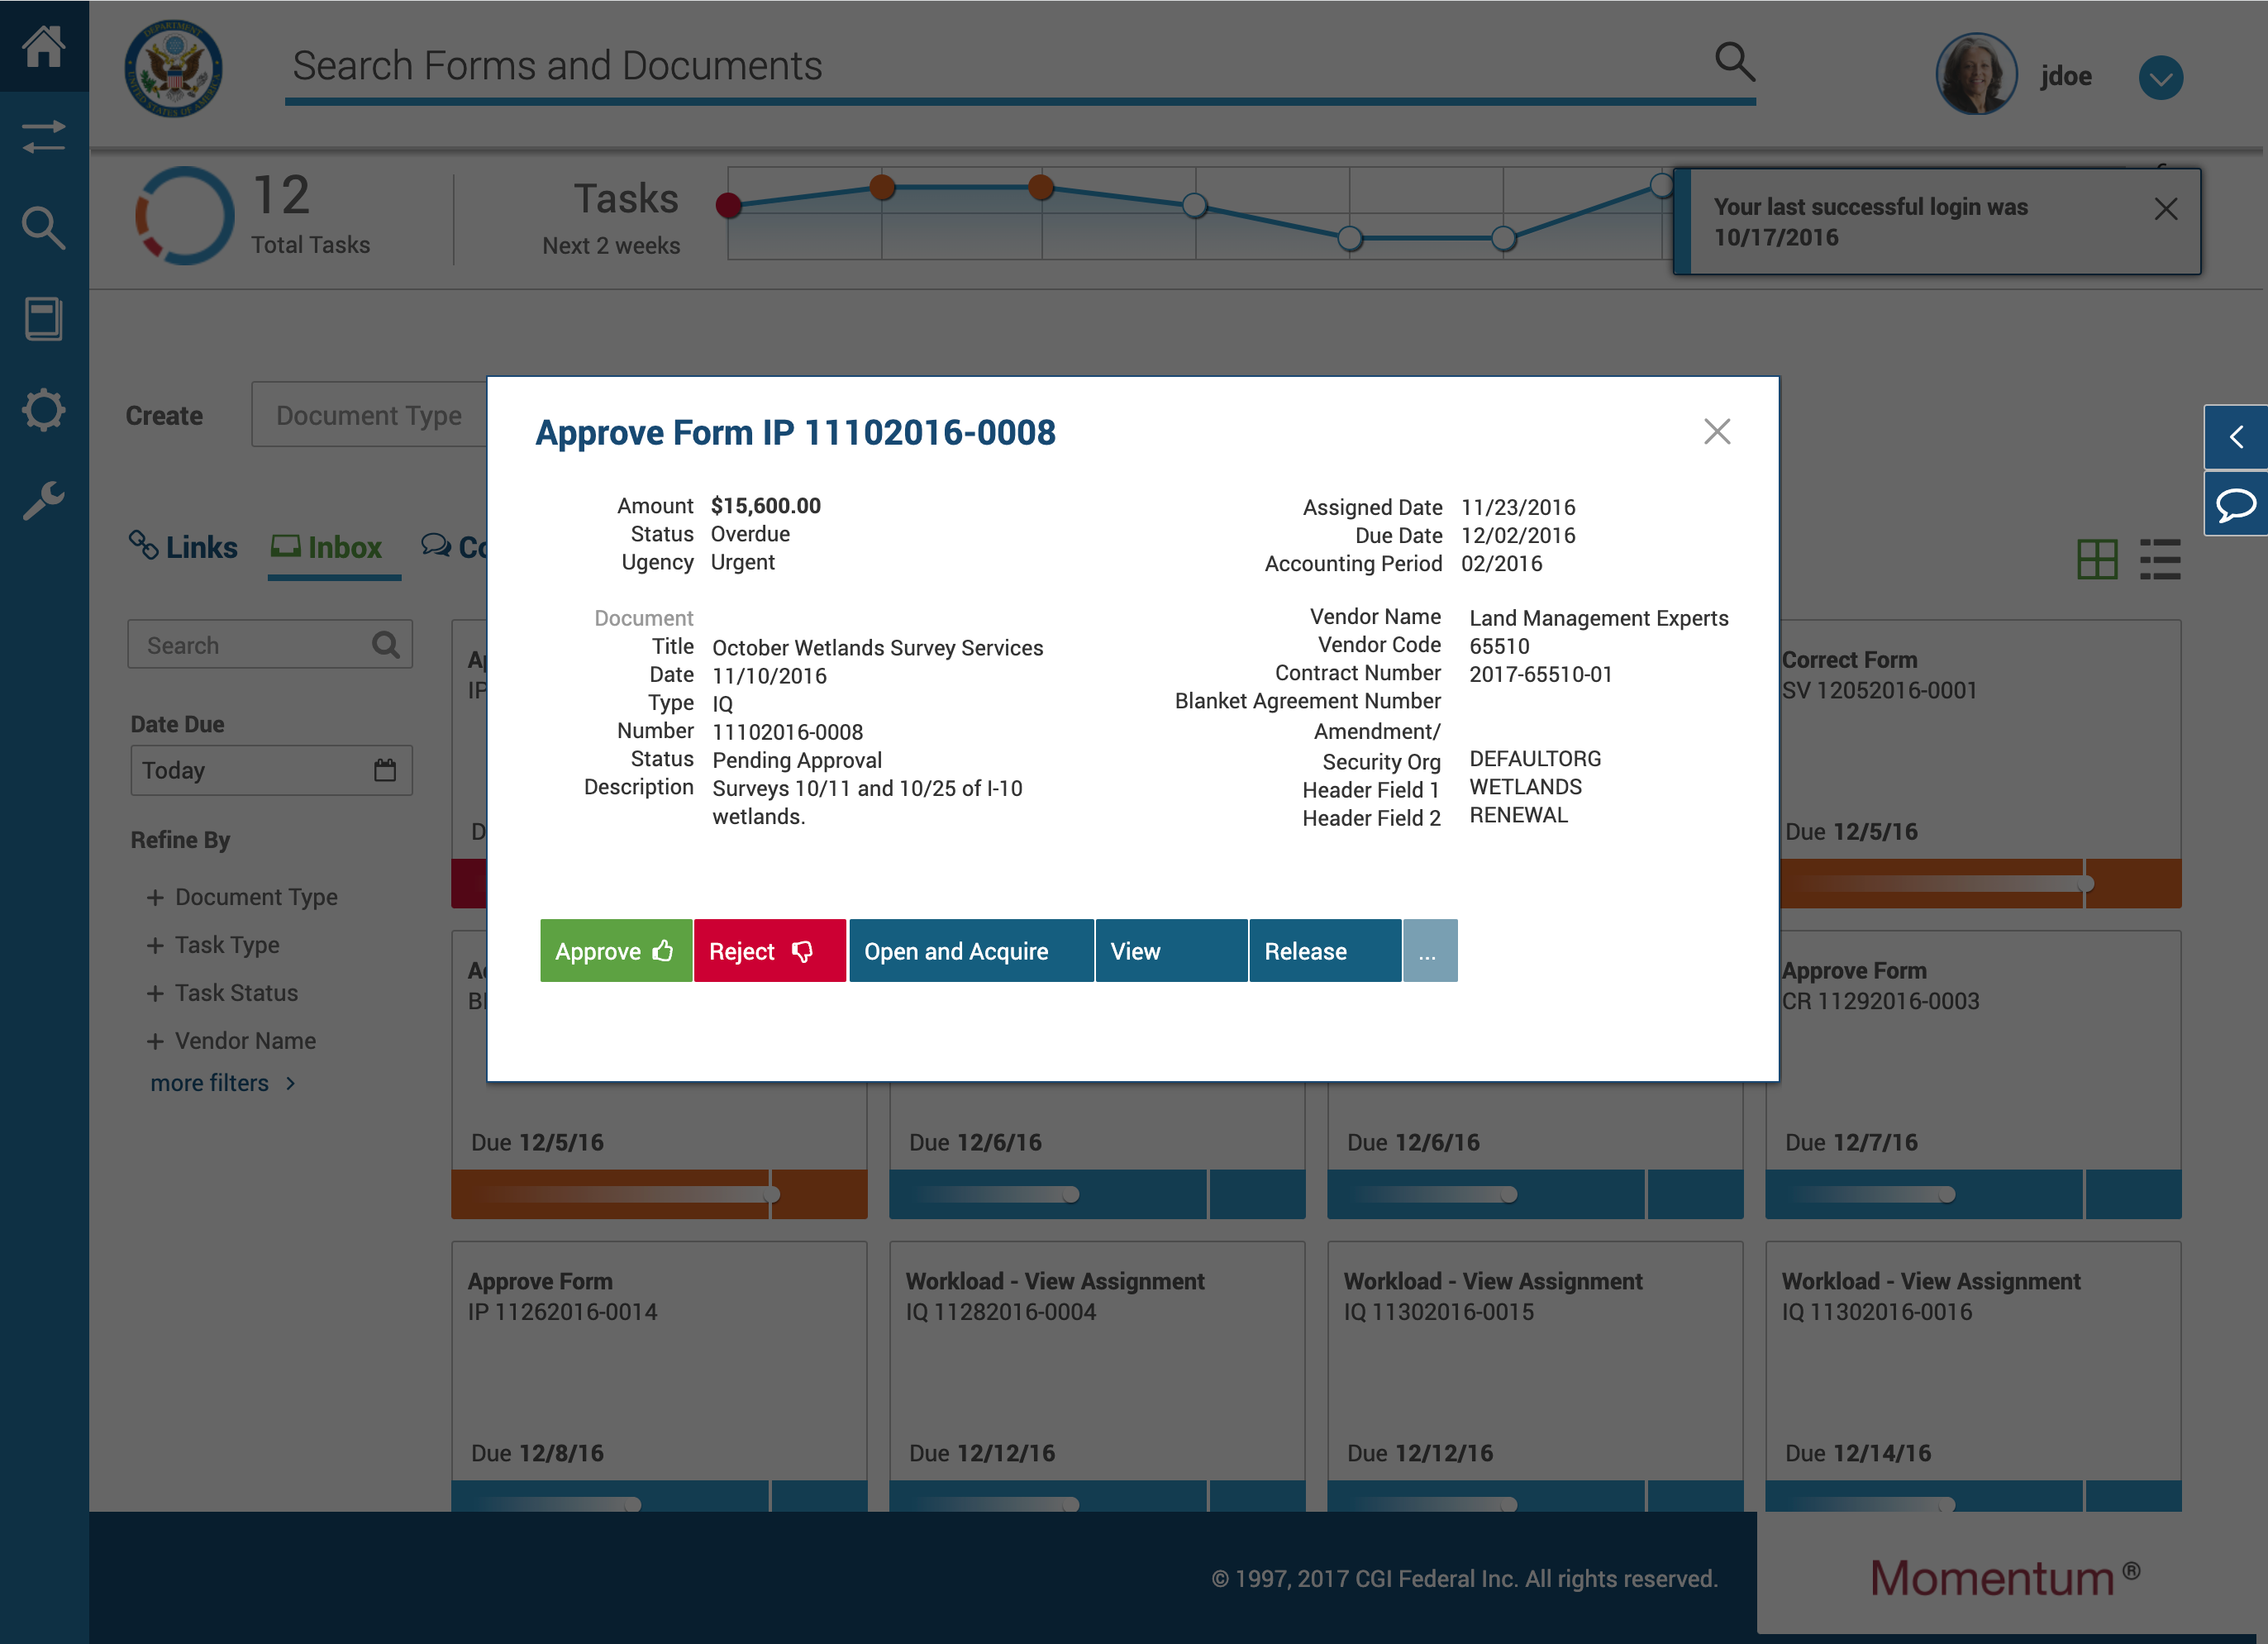 Search Forms and Documents
jdoe
12
Total Tasks
Tasks
Next 2 weeks
Your last successful login was
10/17/2016
Create
Document Type
Links
Inbox
Search
Date Due
Today
Refine By
+ Document Type
+ Task Type
+ Task Status
+ Vendor Name
more filters
Approve Form IP 11102016-0008
Amount $15,600.00
Status Overdue
Ugency Urgent
Assigned Date 11/23/2016
Due Date 12/02/2016
Accounting Period 02/2016
Document
Title October Wetlands Survey Services
Date 11/10/2016
Type IQ
Number 11102016-0008
Status Pending Approval
Description Surveys 10/11 and 10/25 of I-10
wetlands.
Vendor Name Land Management Experts
Vendor Code 65510
Contract Number 2017-65510-01
Blanket Agreement Number
Amendment/
Security Org DEFAULTORG
Header Field 1 WETLANDS
Header Field 2 RENEWAL
Approve
Reject
Open and Acquire
View
Release
...
Correct Form
SV 12052016-0001
Due 12/5/16
Approve Form
CR 11292016-0003
Due 12/5/16
Due 12/6/16
Due 12/6/16
Due 12/7/16
Approve Form
IP 11262016-0014
Due 12/8/16
Workload - View Assignment
IQ 11282016-0004
Due 12/12/16
Workload - View Assignment
IQ 11302016-0015
Due 12/12/16
Workload - View Assignment
IQ 11302016-0016
Due 12/14/16
© 1997, 2017 CGI Federal Inc. All rights reserved.
Momentum ®